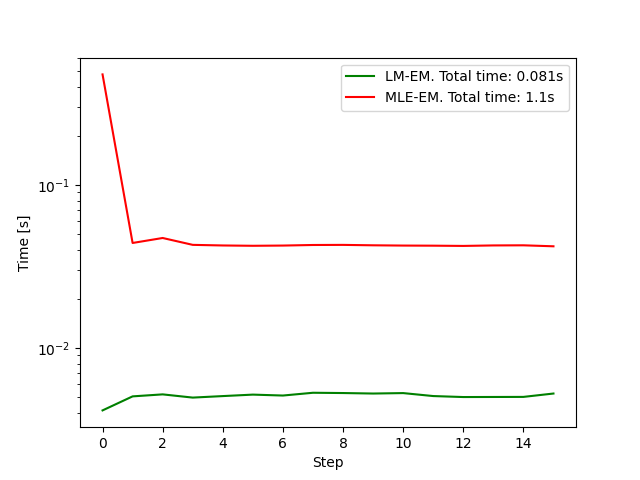 LM-EM. Total time: 0.081s
MLE-EM. Total time: 1.1s
Time [s]
10⁻¹
10⁻²
0 2 4 6 8 10 12 14
Step